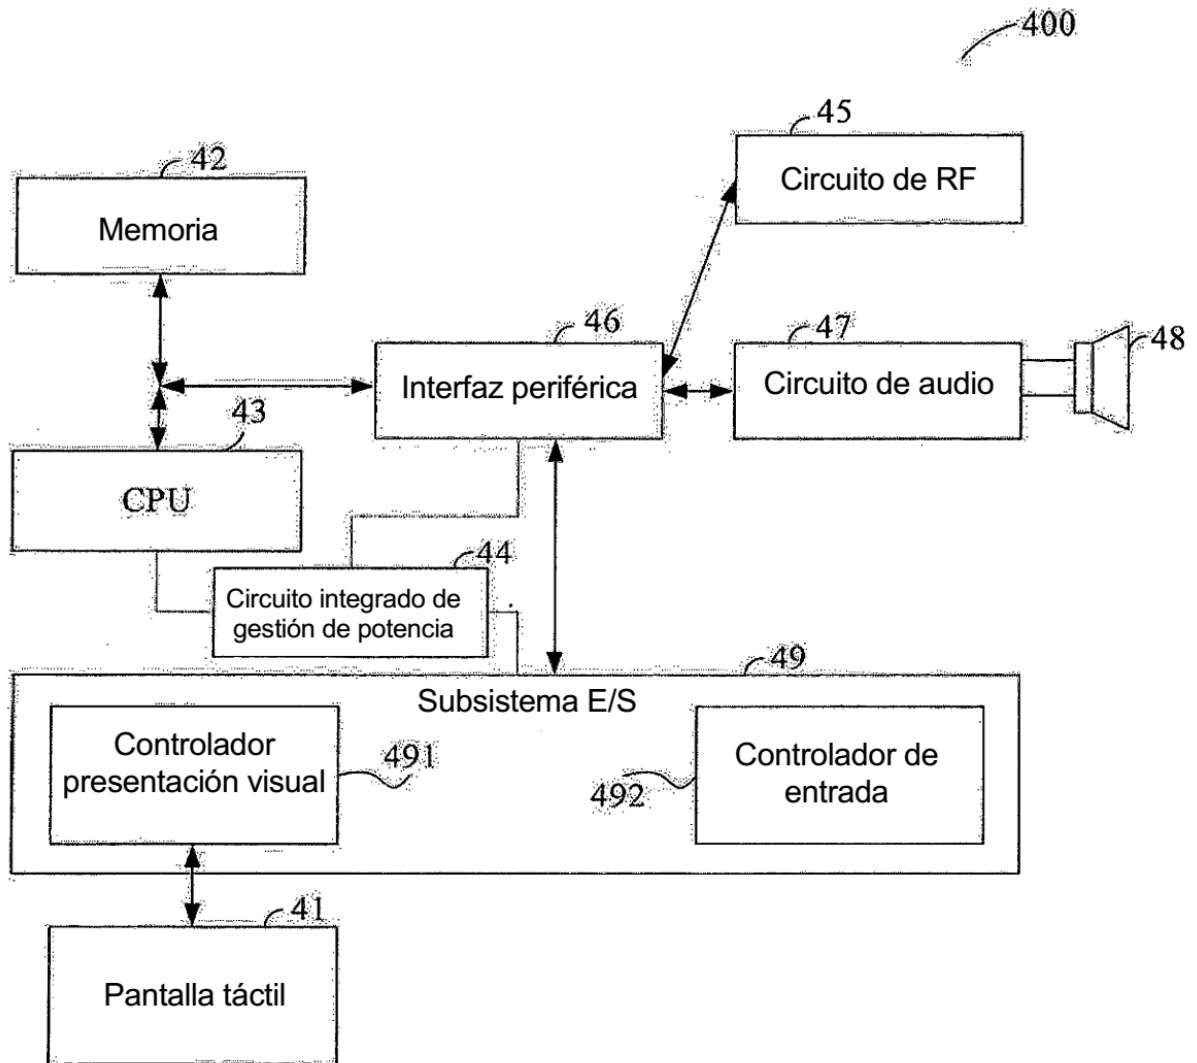 400
45
Circuito de RF
42
Memoria
46
Interfaz periférica
47
Circuito de audio
48
43
CPU
44
Circuito integrado de
gestión de potencia
49
Subsistema E/S
Controlador
presentación visual
491
492
Controlador de
entrada
41
Pantalla táctil